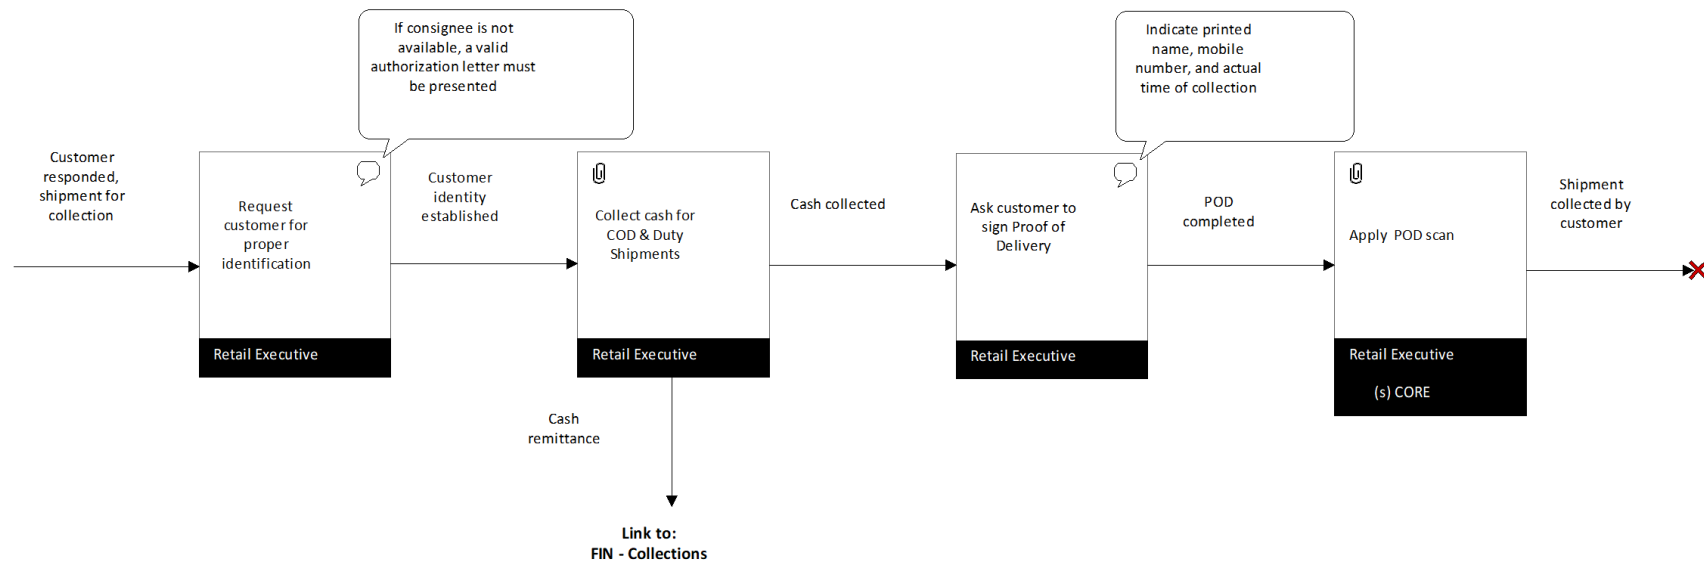 If consignee is not
available, a valid
authorization letter must
be presented
Indicate printed
name, mobile
number, and actual
time of collection
Customer
responded,
shipment for
collection
Request
customer for
proper
identification
Retail Executive
Customer
identity
established
Collect cash for
COD & Duty
Shipments
Retail Executive
Cash collected
Ask customer to
sign Proof of
Delivery
Retail Executive
POD
completed
Apply POD scan
Retail Executive
(s) CORE
Shipment
collected by
customer
Cash
remittance
Link to:
FIN - Collections